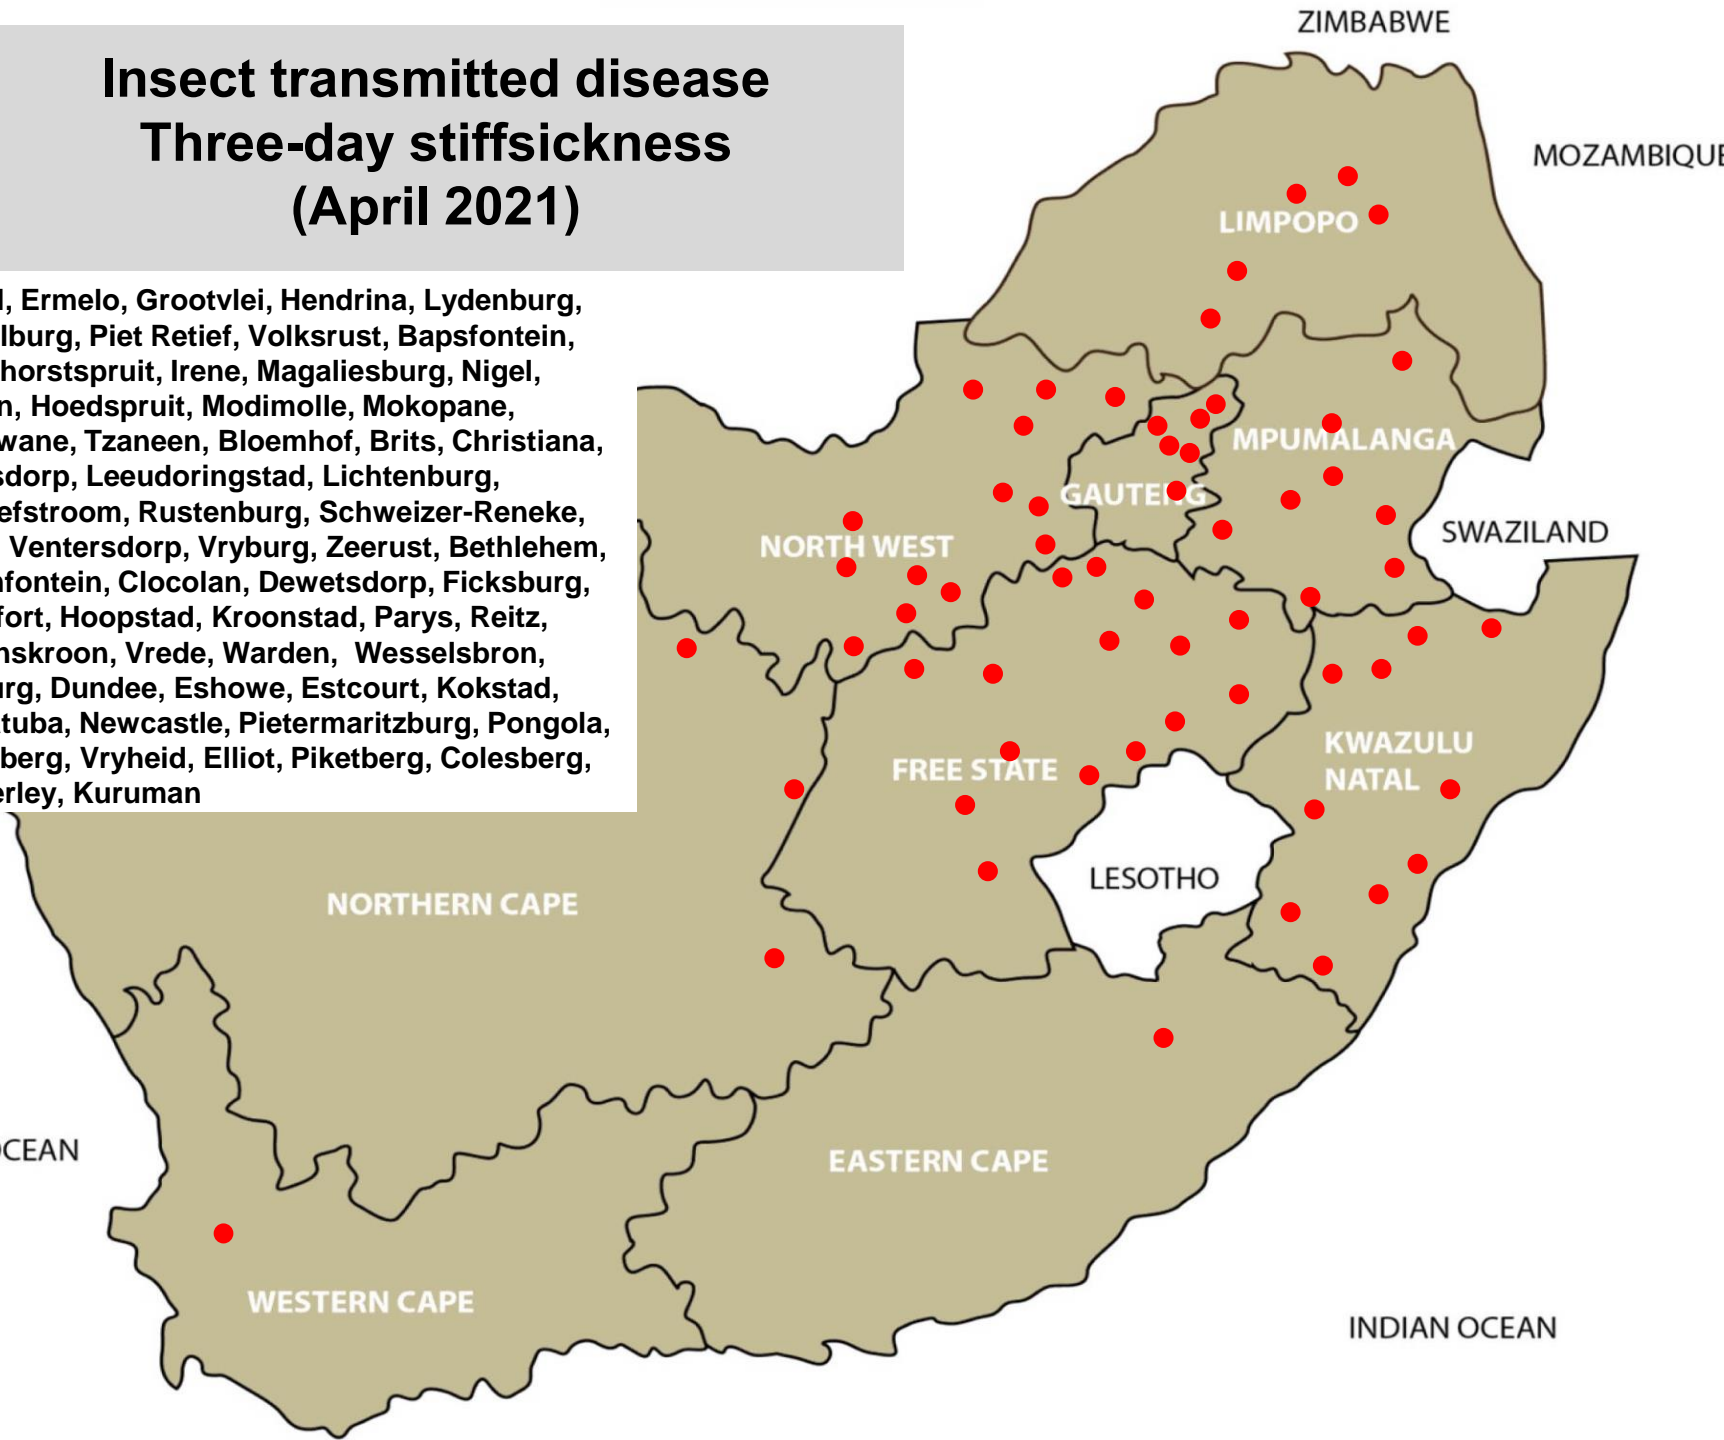 ZIMBABWE
Insect transmitted disease
Three-day stiffsickness
(April 2021)
MOZAMBIQUE
LIMPOPO
l, Ermelo, Grootvlei, Hendrina, Lydenburg,
lburg, Piet Retief, Volksrust, Bapsfontein,
horstspruit, Irene, Magaliesburg, Nigel,
n, Hoedspruit, Modimolle, Mokopane,
wane, Tzaneen, Bloemhof, Brits, Christiana,
sdorp, Leeudoringstad, Lichtenburg,
efstroom, Rustenburg, Schweizer-Reneke,
Ventersdorp, Vryburg, Zeerust, Bethlehem,
nfontein, Clocolan, Dewetsdorp, Ficksburg,
fort, Hoopstad, Kroonstad, Parys, Reitz,
nskroon, Vrede, Warden, Wesselsbron,
urg, Dundee, Eshowe, Estcourt, Kokstad,
tuba, Newcastle, Pietermaritzburg, Pongola,
berg, Vryheid, Elliot, Piketberg, Colesberg,
erley, Kuruman
MPUMALANGA
GAUTENG
SWAZILAND
NORTH WEST
KWAZULU
NATAL
FREE STATE
LESOTHO
NORTHERN CAPE
OCEAN
EASTERN CAPE
WESTERN CAPE
INDIAN OCEAN